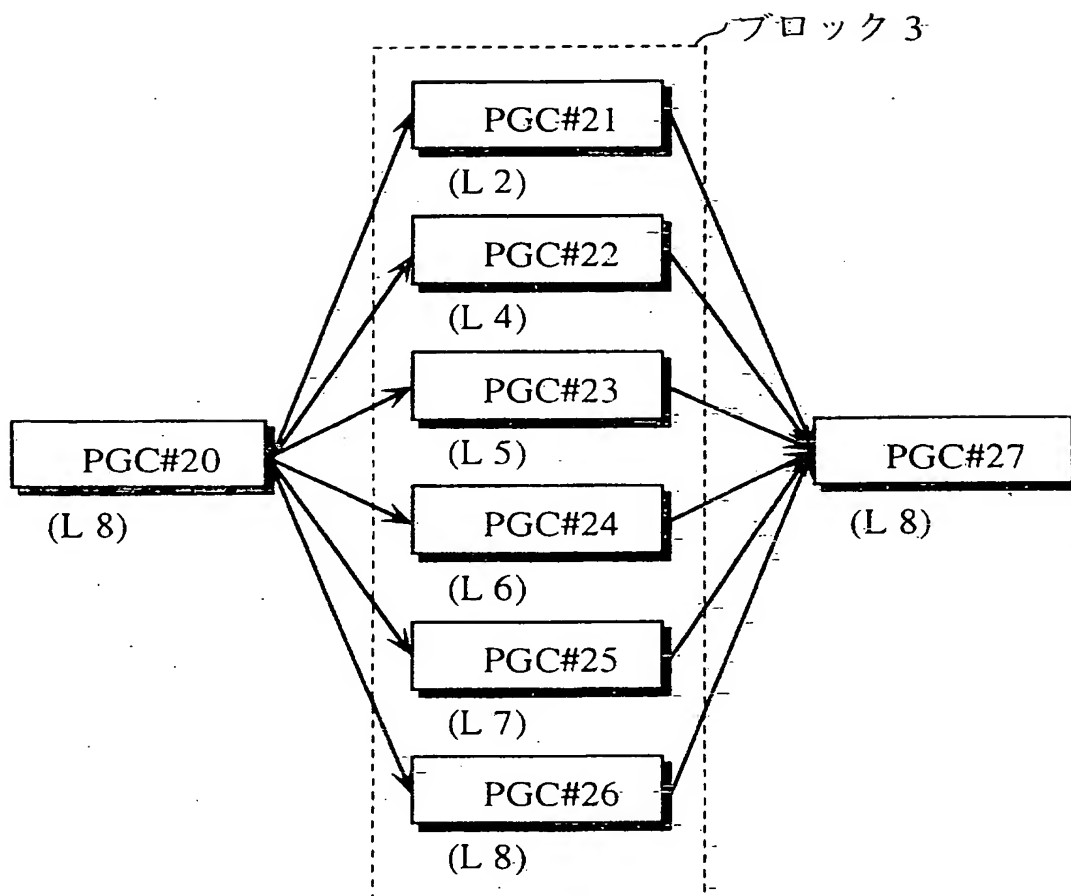 ブロック 3
PGC#21
(L 2)
PGC#22
(L 4)
PGC#23
(L 5)
PGC#20
(L 8)
PGC#24
(L 6)
PGC#27
(L 8)
PGC#25
(L 7)
PGC#26
(L 8)